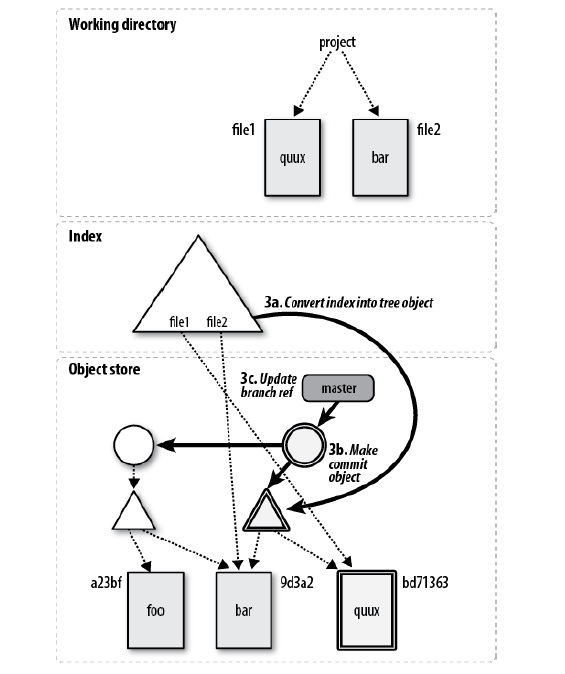 Working directory
project
file1
file2
quux
bar
Index
3a. Convert index into tree object
file1 file2
Object store
3c. Update
branch ref
master
3b. Make
commit
object
a23bf
9d3a2
bd71363
foo
bar
quux